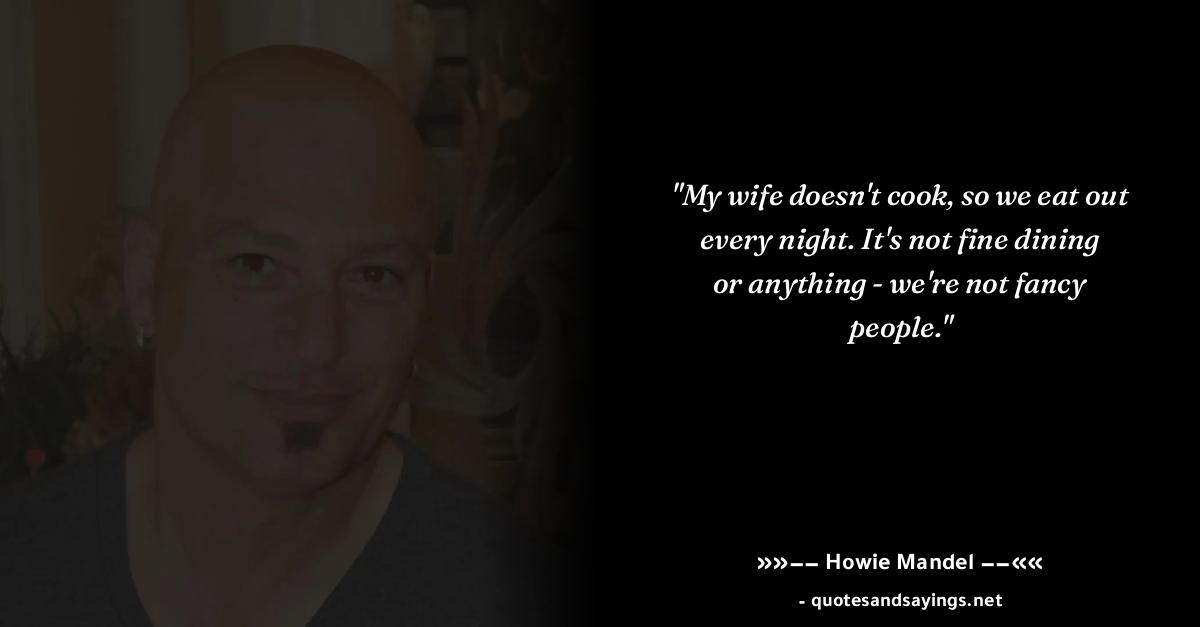 "My wife doesn't cook, so we eat out
every night. It's not fine dining
or anything - we're not fancy
people."
»»−− Howie Mandel −−««
- quotesandsayings.net